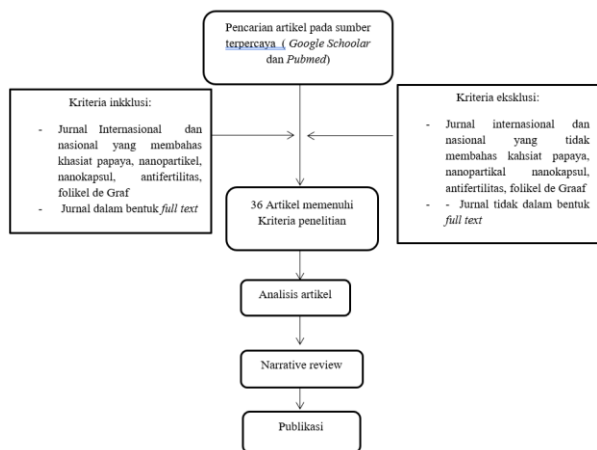 Pencarian artikel pada sumber
terpercaya ( Google Schoolar
dan Pubmed)
Kriteria inkklusi:
- Jurnal Internasional dan
nasional yang membahas
khasiat papaya, nanopartikel,
nanokapsul, antifertilitas,
folikel de Graf
- Jurnal dalam bentuk full text
Kriteria eksklusi:
- Jurnal internasional dan
nasional yang tidak
membahas kahsiat papaya,
nanopartikal nanokapsul,
antifertilitas, folikel de Graaf
- - Jurnal tidak dalam bentuk
full text
36 Artikel memenuhi
Kriteria penelitian
Analisis artikel
Narrative review
Publikasi